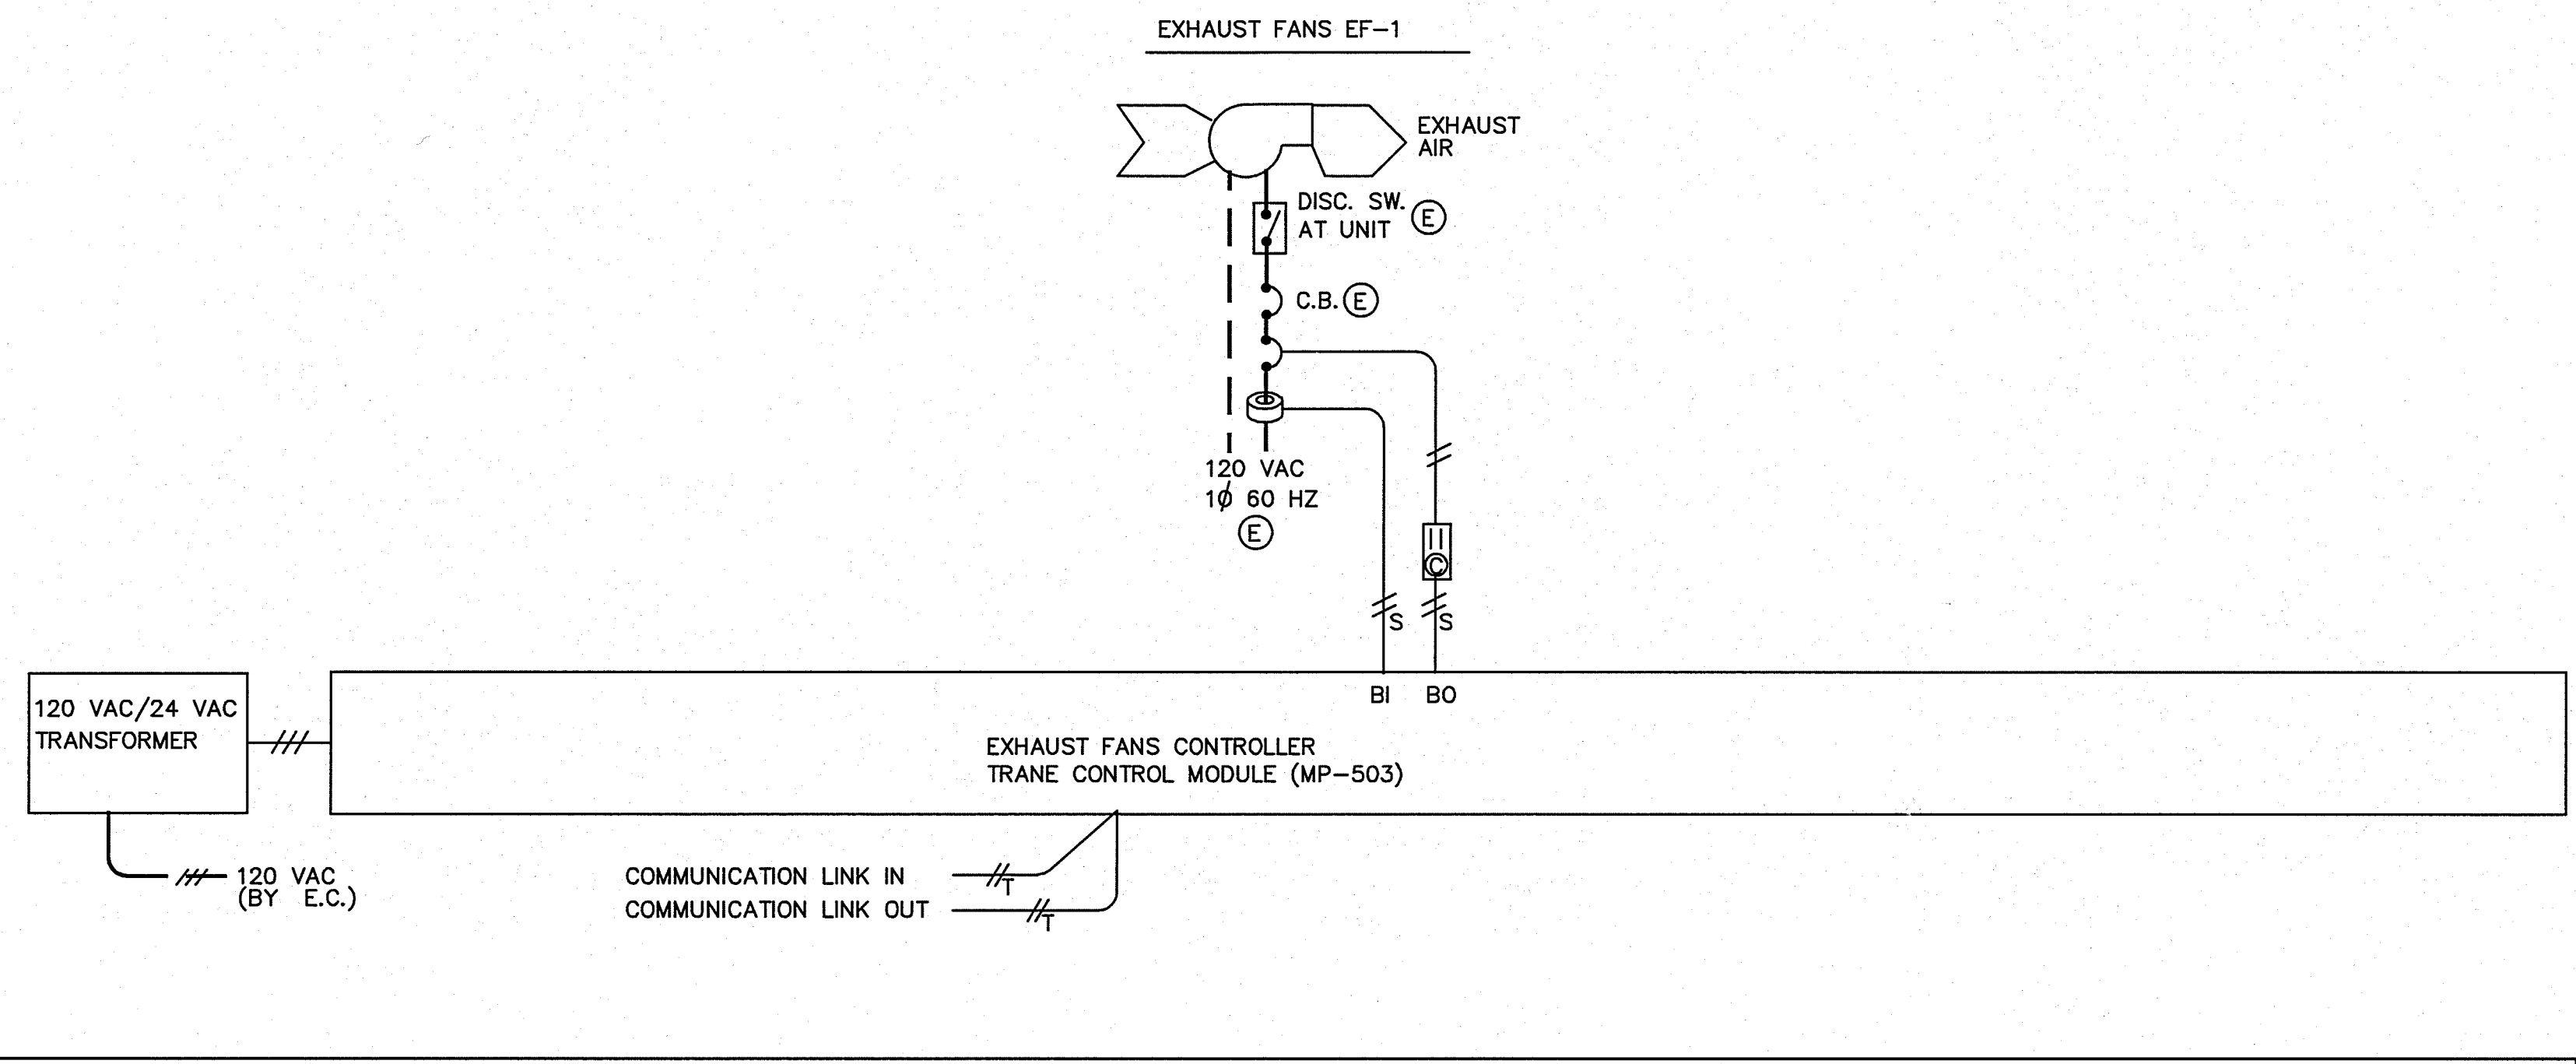 EXHAUST FANS EF-1
EXHAUST
AIR
DISC. SW.
AT UNIT
E
C.B.
E
120 VAC
1Ø 60 HZ
E
C
S
S
BI
BO
120 VAC/24 VAC
TRANSFORMER
EXHAUST FANS CONTROLLER
TRANE CONTROL MODULE (MP-503)
120 VAC
(BY E.C.)
COMMUNICATION LINK IN
T
COMMUNICATION LINK OUT
T